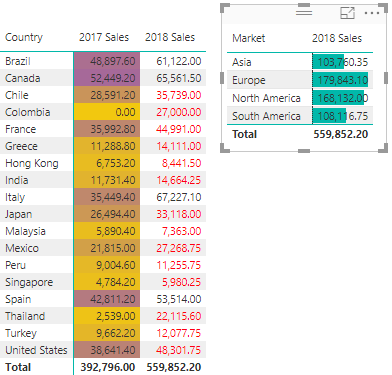 Country 2017 Sales 2018 Sales
Brazil 48,897.60 61,122.00
Canada 52,449.20 65,561.50
Chile 28,591.20 35,739.00
Colombia 0.00 27,000.00
France 35,992.80 44,991.00
Greece 11,288.80 14,111.00
Hong Kong 6,753.20 8,441.50
India 11,731.40 14,664.25
Italy 35,449.40 67,227.10
Japan 26,494.40 33,118.00
Malaysia 5,890.40 7,363.00
Mexico 21,815.00 27,268.75
Peru 9,004.60 11,255.75
Singapore 4,784.20 5,980.25
Spain 42,811.20 53,514.00
Thailand 2,539.00 22,115.60
Turkey 9,662.20 12,077.75
United States 38,641.40 48,301.75
Total 392,796.00 559,852.20
Market 2018 Sales
Asia 103,760.35
Europe 179,843.10
North America 168,132.00
South America 108,116.75
Total 559,852.20